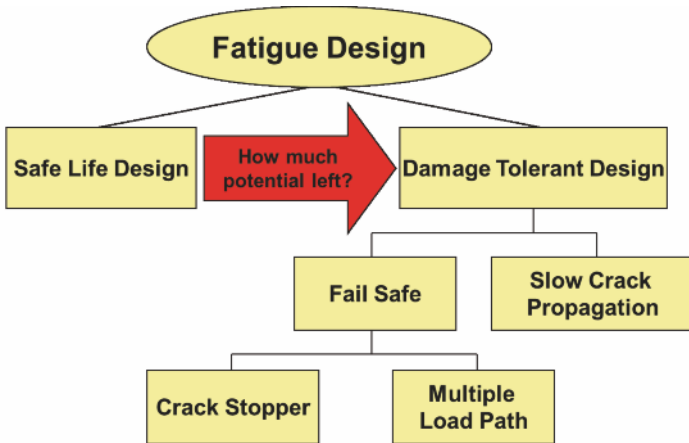 Fatigue Design
Safe Life Design
How much
potential left?
Damage Tolerant Design
Fail Safe
Slow Crack
Propagation
Crack Stopper
Multiple
Load Path